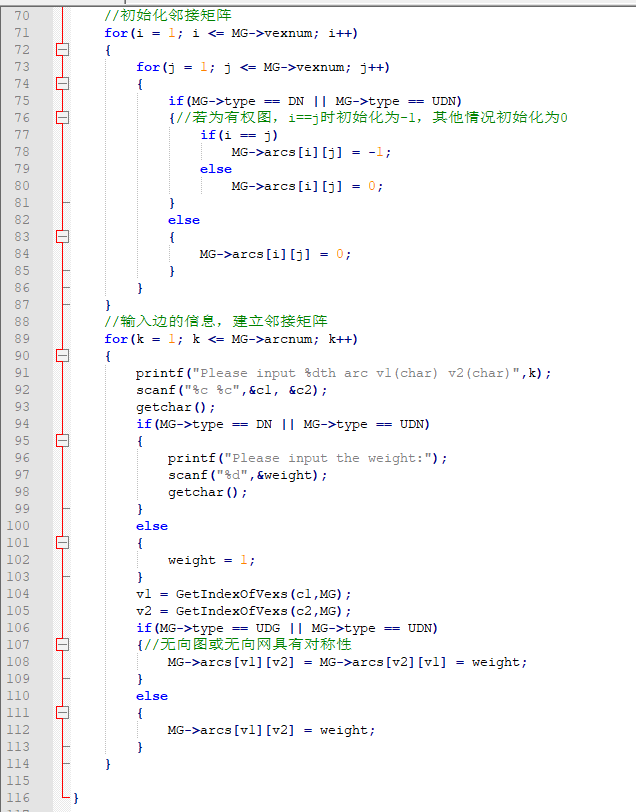 70 //初始化邻接矩阵
71 for(i = 1; i <= MG->vexnum; i++)
72 {
73 for(j = 1; j <= MG->vexnum; j++)
74 {
75 if(MG->type == DN || MG->type == UDN)
76 {//若为有权图，i==j时初始化为-1，其他情况初始化为0
77 if(i == j)
78 MG->arcs[i][j] = -1;
79 else
80 MG->arcs[i][j] = 0;
81 }
82 else
83 {
84 MG->arcs[i][j] = 0;
85 }
86 }
87 }
88 //输入边的信息，建立邻接矩阵
89 for(k = 1; k <= MG->arcnum; k++)
90 {
91 printf("Please input %dth arc v1(char) v2(char)",k);
92 scanf("%c %c",&c1, &c2);
93 getchar();
94 if(MG->type == DN || MG->type == UDN)
95 {
96 printf("Please input the weight:");
97 scanf("%d",&weight);
98 getchar();
99 }
100 else
101 {
102 weight = 1;
103 }
104 v1 = GetIndexOfVexs(c1,MG);
105 v2 = GetIndexOfVexs(c2,MG);
106 if(MG->type == UDG || MG->type == UDN)
107 {//无向图或无向网具有对称性
108 MG->arcs[v1][v2] = MG->arcs[v2][v1] = weight;
109 }
110 else
111 {
112 MG->arcs[v1][v2] = weight;
113 }
114 }
115
116 }